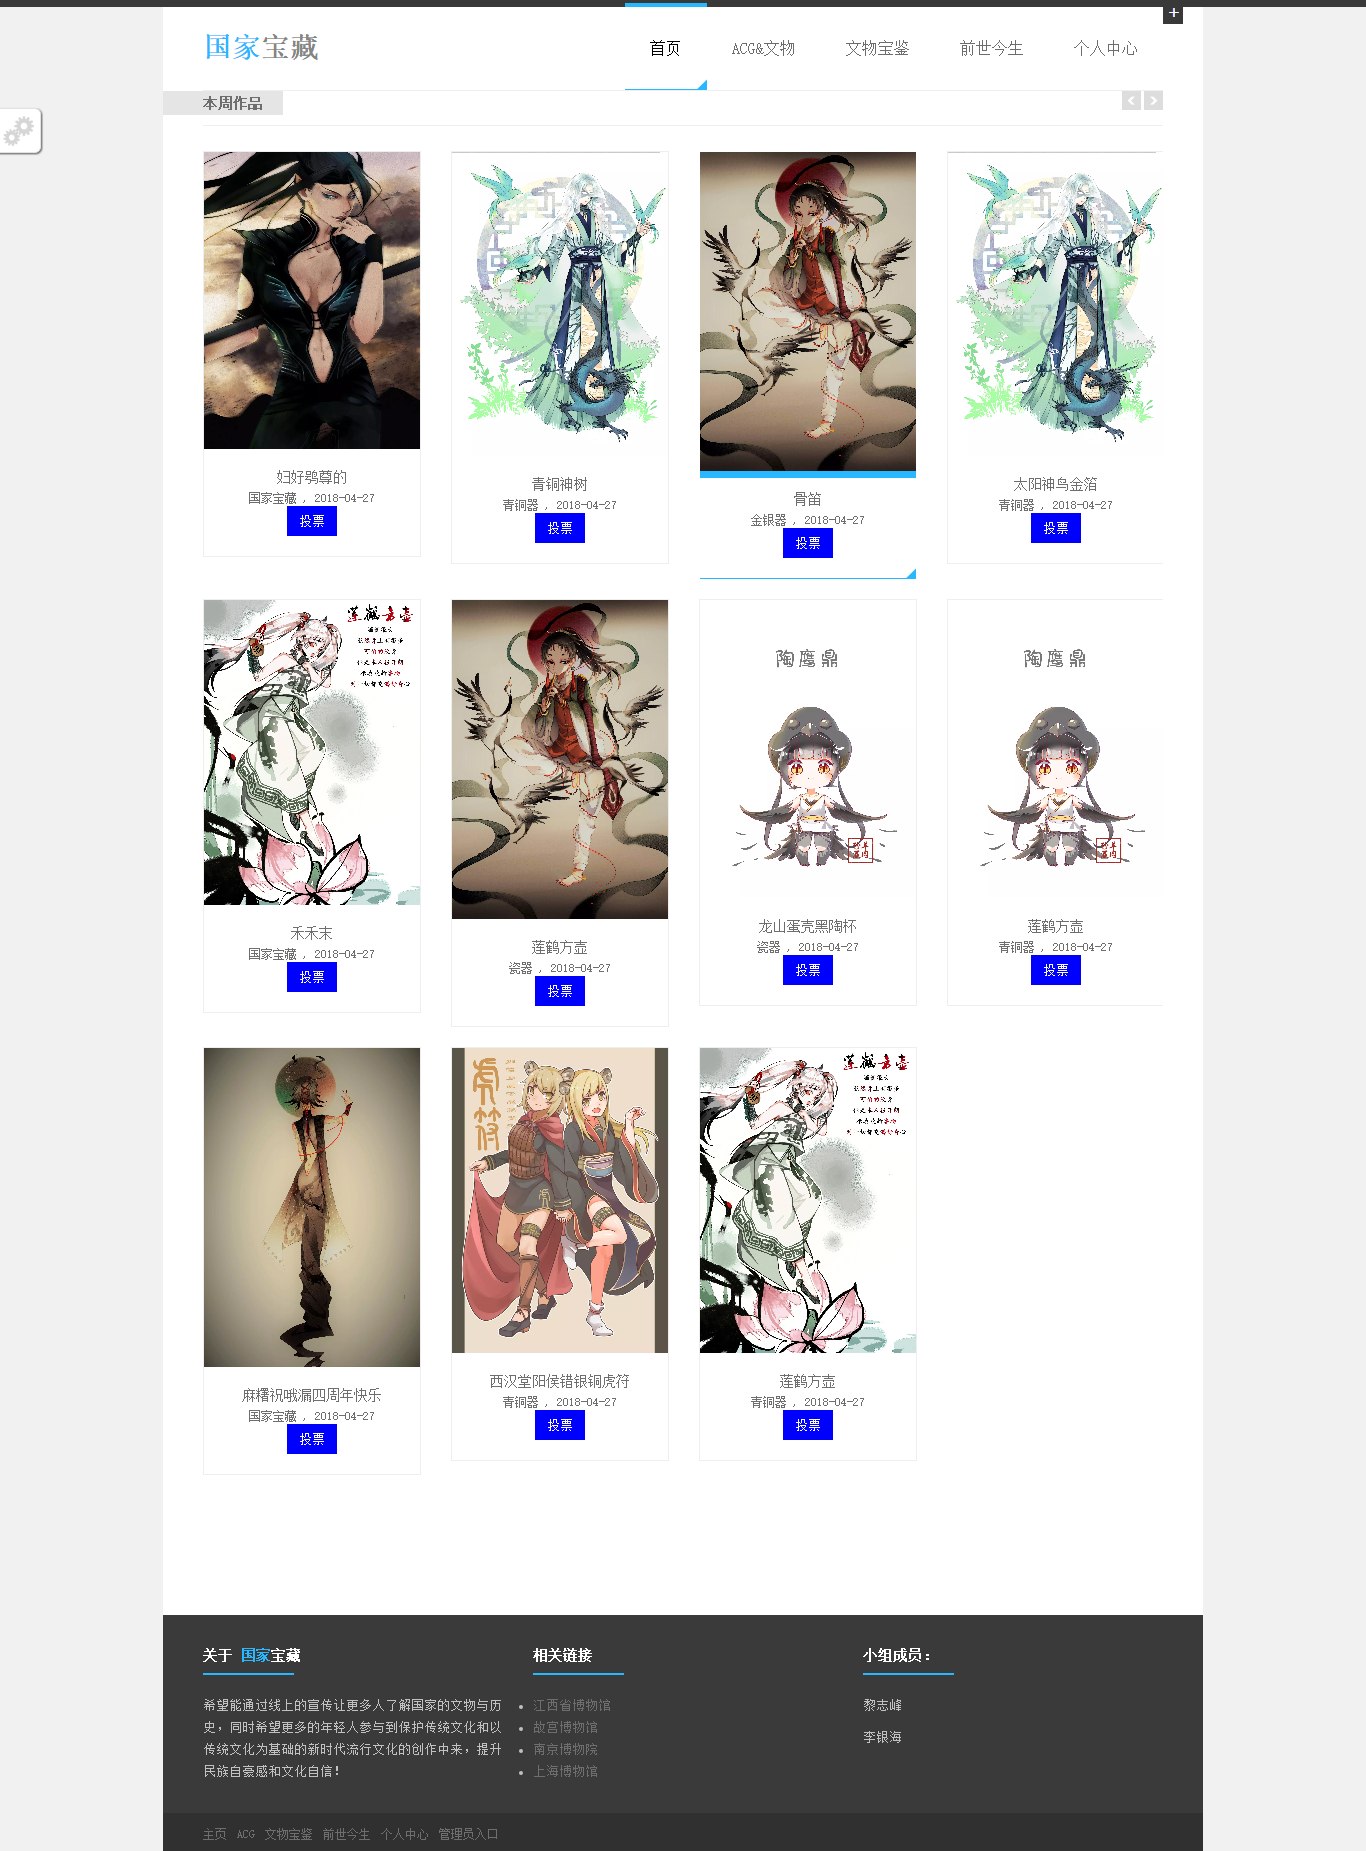 国家宝藏
首页
ACG&文物
文物宝鉴
前世今生
个人中心
本周作品
妇好鸮尊的
国家宝藏 , 2018-04-27
投票
青铜神树
青铜器 , 2018-04-27
投票
骨笛
金银器 , 2018-04-27
投票
太阳神鸟金箔
青铜器 , 2018-04-27
投票
莲鹤方壶
禾禾末
国家宝藏 , 2018-04-27
投票
莲鹤方壶
瓷器 , 2018-04-27
投票
陶鹰鼎
龙山蛋壳黑陶杯
瓷器 , 2018-04-27
投票
陶鹰鼎
莲鹤方壶
青铜器 , 2018-04-27
投票
国家宝藏 , 2018-04-27
投票
虎符
西汉堂阳侯错银铜虎符
青铜器 , 2018-04-27
投票
莲鹤方壶
莲鹤方壶
青铜器 , 2018-04-27
投票
关于 国家宝藏
希望能通过线上的宣传让更多人了解国家的文物与历
史，同时希望更多的年轻人参与到保护传统文化和以
传统文化为基础的新时代流行文化的创作中来，提升
民族自豪感和文化自信！
相关链接
江西省博物馆
故宫博物馆
南京博物院
上海博物馆
小组成员：
黎志峰
李银海
主页 ACG 文物宝鉴 前世今生 个人中心 管理员入口